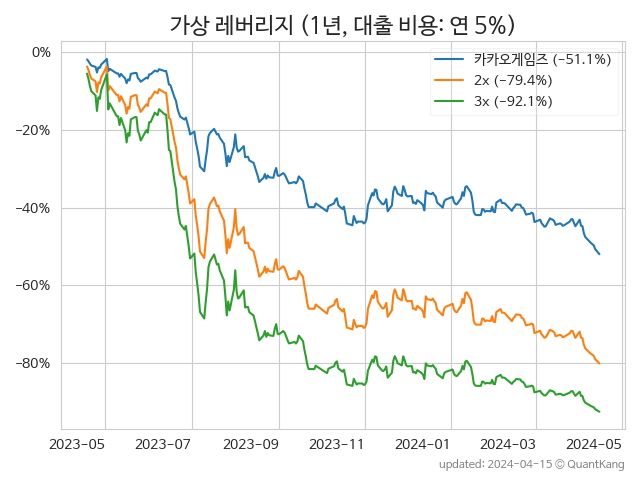 가상 레버리지 (1년, 대출 비용: 연 5%)
카카오게임즈 (−51.1%)
2x (−79.4%)
3x (−92.1%)
0%
−20%
−40%
−60%
−80%
2023-05 2023-07 2023-09 2023-11 2024-01 2024-03 2024-05
updated: 2024-04-15 © QuantKang